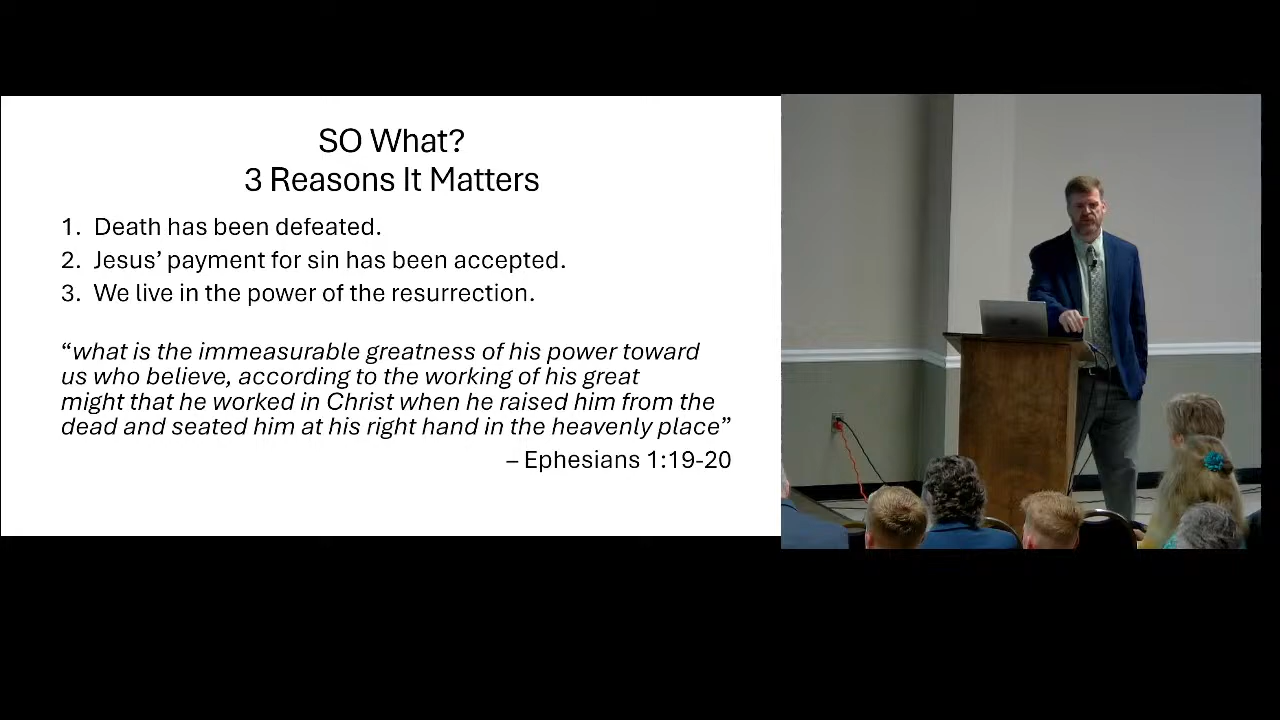 SO What?
3 Reasons It Matters
1. Death has been defeated.
2. Jesus’ payment for sin has been accepted.
3. We live in the power of the resurrection.
“what is the immeasurable greatness of his power toward
us who believe, according to the working of his great
might that he worked in Christ when he raised him from the
dead and seated him at his right hand in the heavenly place”
– Ephesians 1:19-20